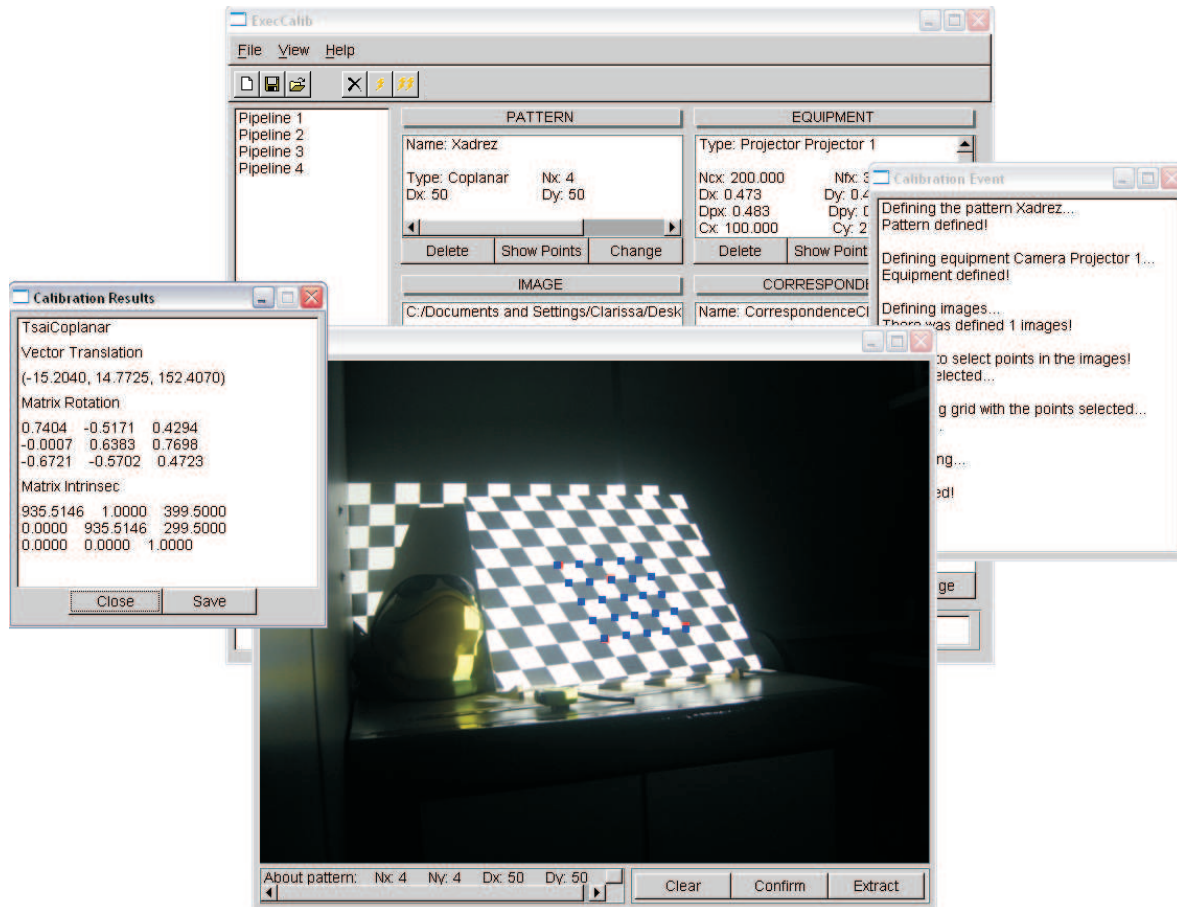 ExecCalib
File View Help
Pipeline 1
Pipeline 2
Pipeline 3
Pipeline 4
PATTERN
Name: Xadrez
Type: Coplanar Nx: 4
Dx: 50 Dy: 50
Delete Show Points Change
EQUIPMENT
Type: Projector Projector 1
Ncx: 200.000 Nfx:
Dx: 0.473 Dy:
Dpx: 0.483 Dpy:
Cx: 100.000 Cy:
Delete Show
IMAGE
C:/Documents and Settings/Clarissa/Desk
Name:
Calibration Event
Defining the pattern Xadrez...
Pattern defined!
Defining equipment Camera Projector 1...
Equipment defined!
Defining images...
There was defined 1 images!
to select points in the images!
grid with the points selected...
Calibration Results
TsaiCoplanar
Vector Translation
(-15.2040, 14.7725, 152.4070)
Matrix Rotation
0.7404 -0.5171 0.4294
-0.0007 0.6383 0.7698
-0.6721 -0.5702 0.4723
Matrix Intrinsec
935.5146 1.0000 399.5000
0.0000 935.5146 299.5000
0.0000 0.0000 1.0000
Close Save
About pattern: Nx: 4 Ny: 4 Dx: 50 Dy: 50
Clear Confirm Extract